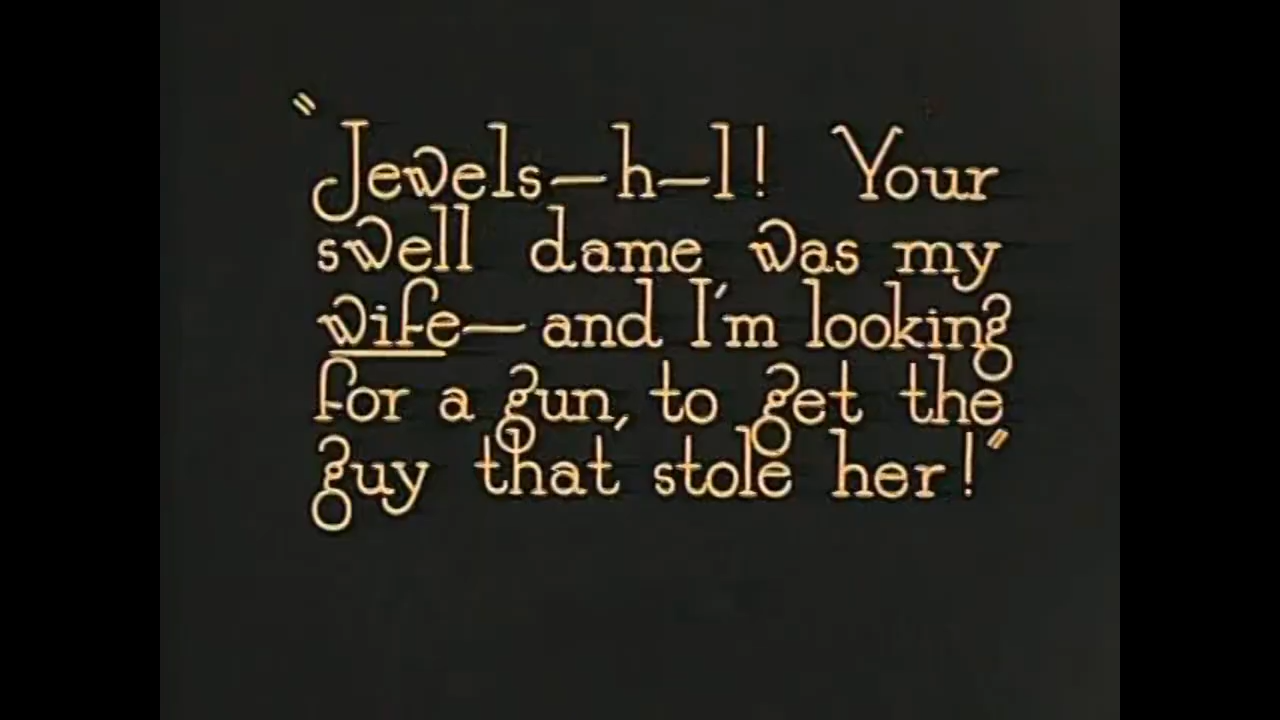 "Jewels—h—l! Your
swell dame was my
wife—and I'm looking
for a gun, to get the
guy that stole her!"